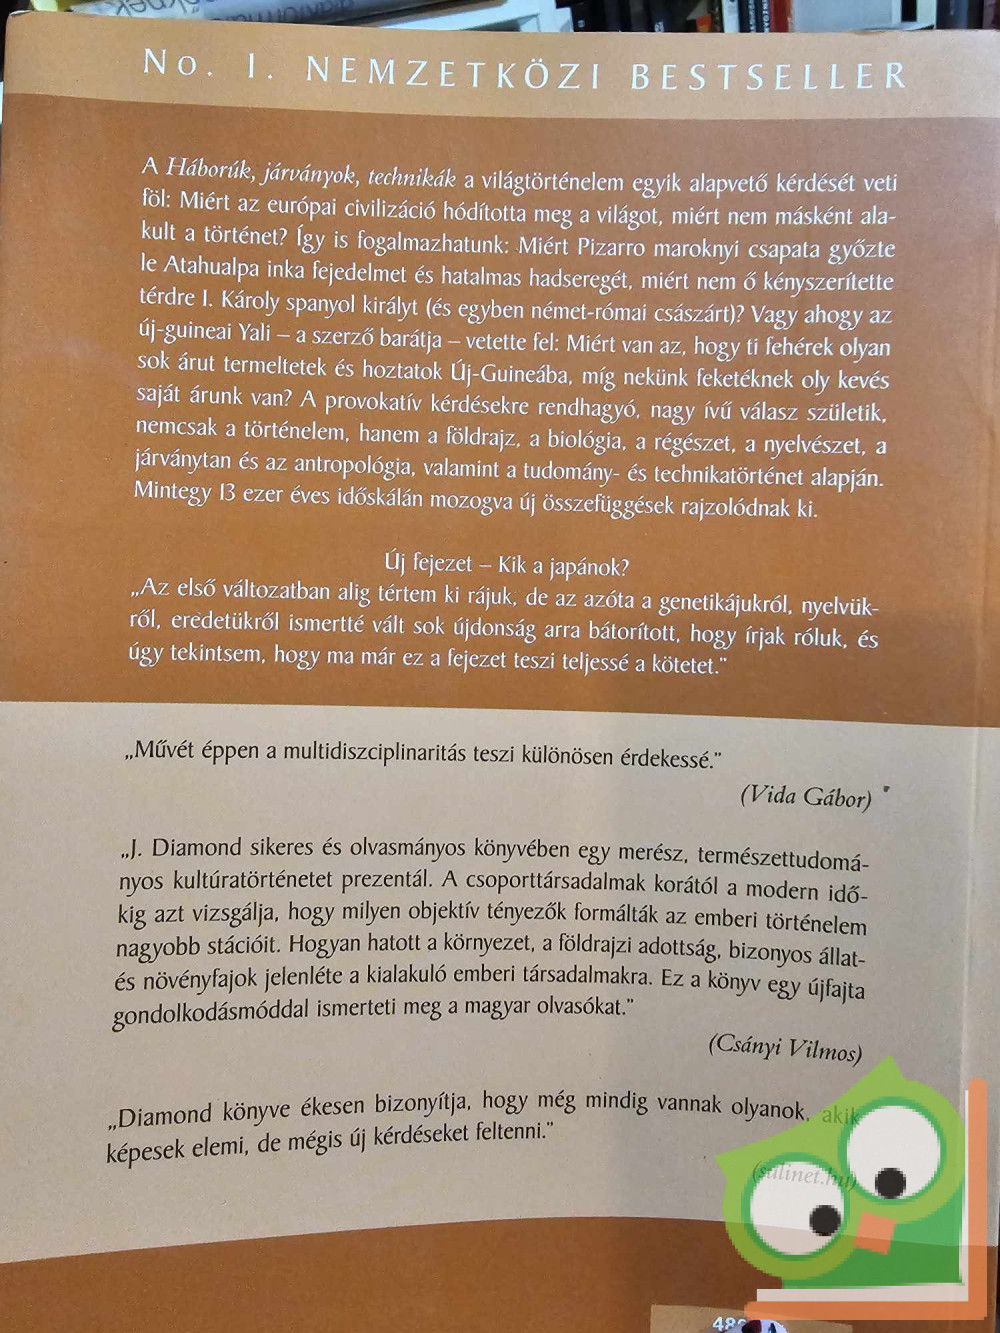 No. 1. NEMZETKÖZI BESTSELLER
A Háborúk, járványok, technikák a világtörténelem egyik alapvető kérdését veti
föl: Miért az európai civilizáció hódította meg a világot, miért nem másként ala-
kult a történet? Így is fogalmazhatunk: Miért Pizarro maroknyi csapata győzte
le Atahualpa inka fejedelmet és hatalmas hadseregét, miért nem ő kényszerítette
térdre I. Károly spanyol királyt (és egyben német-római császárt)? Vagy ahogy az
új-guineai Yali – a szerző barátja – vetette fel: Miért van az, hogy ti fehérek olyan
sok árut termeltetek és hoztatok Új-Guineába, míg nekünk feketéknek oly kevés
saját árunk van? A provokatív kérdésekre rendhagyó, nagy ívű válasz születik,
nemcsak a történelem, hanem a földrajz, a biológia, a régészet, a nyelvészet, a
járványtan és az antropológia, valamint a tudomány- és technikatörténet alapján.
Mintegy 13 ezer éves időskálán mozogva új összefüggések rajzolódnak ki.
Új fejezet – Kik a japánok?
„Az első változatban alig tértem ki rájuk, de az azóta a genetikájukról, nyelvük-
ről, eredetükről ismertté vált sok újdonság arra bátorított, hogy írjak róluk, és
úgy tekintsem, hogy ma már ez a fejezet teszi teljessé a kötetet."
„Művét éppen a multidiszciplinaritás teszi különösen érdekessé."
(Vida Gábor)
„J. Diamond sikeres és olvasmányos könyvében egy merész, természettudomá-
nyos kultúratörténetet prezentál. A csoporttársadalmak korától a modern idő-
kig azt vizsgálja, hogy milyen objektív tényezők formálták az emberi történelem
nagyobb stációit. Hogyan hatott a környezet, a földrajzi adottság, bizonyos állat-
és növényfajok jelenléte a kialakuló emberi társadalmakra. Ez a könyv egy újfajta
gondolkodásmóddal ismerteti meg a magyar olvasókat."
(Csányi Vilmos)
„Diamond könyve ékesen bizonyítja, hogy még mindig vannak olyanok, akik
képesek elemi, de mégis új kérdéseket feltenni."
(sulinet.hu)